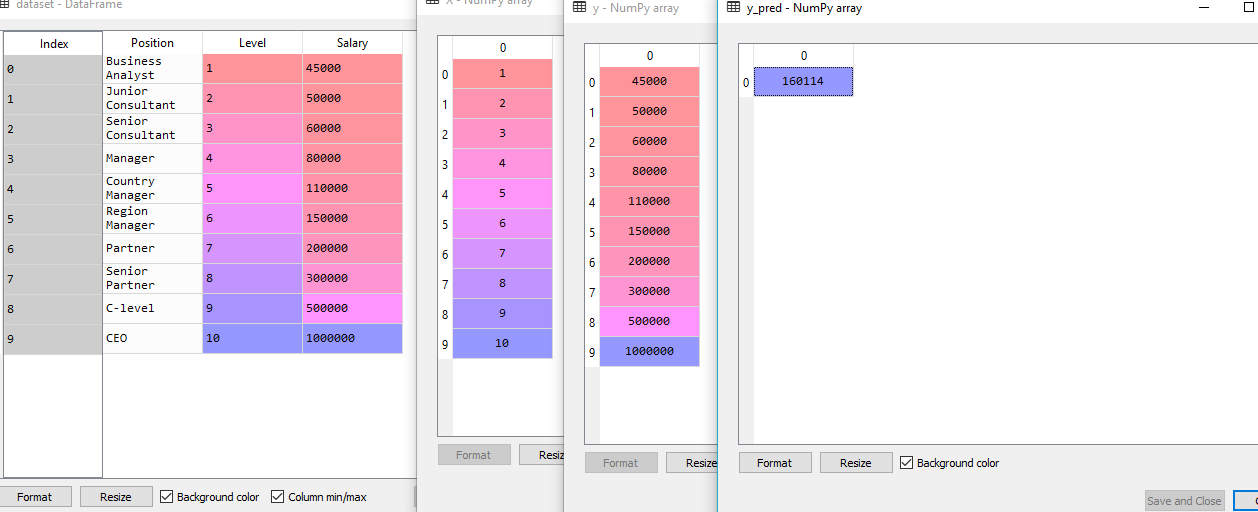 dataset - DataFrame
Index Position Level Salary
0 Business Analyst 1 45000
1 Junior Consultant 2 50000
2 Senior Consultant 3 60000
3 Manager 4 80000
4 Country Manager 5 110000
5 Region Manager 6 150000
6 Partner 7 200000
7 Senior Partner 8 300000
8 C-level 9 500000
9 CEO 10 1000000
Format Resize Background color Column min/max
X - NumPy array
0
0 1
1 2
2 3
3 4
4 5
5 6
6 7
7 8
8 9
9 10
Format Resiz
y - NumPy array
0
0 45000
1 50000
2 60000
3 80000
4 110000
5 150000
6 200000
7 300000
8 500000
9 1000000
Format Resize
y_pred - NumPy array
0
0 160114
Format Resize Background color
Save and Close